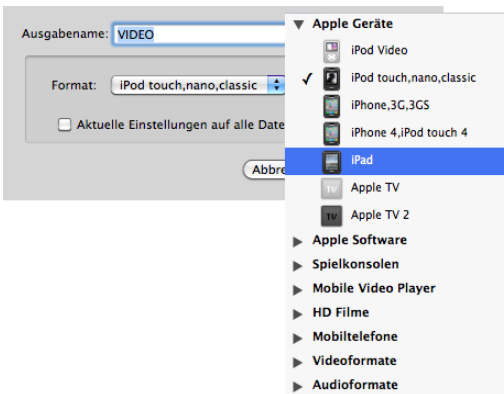 Ausgabename: VIDEO
Format: iPod touch,nano,classic
Aktuelle Einstellungen auf alle Date
Abbre
Apple Geräte
iPod Video
✓ iPod touch,nano,classic
iPhone,3G,3GS
iPhone 4,iPod touch 4
iPad
Apple TV
Apple TV 2
Apple Software
Spielkonsolen
Mobile Video Player
HD Filme
Mobiltelefone
Videoformate
Audioformate